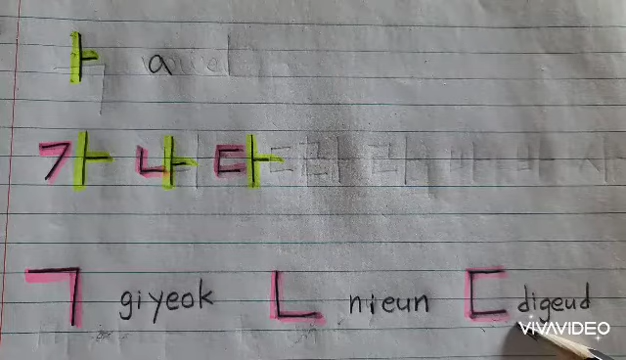 ㅏ a
가 나 다
ㄱ giyeok ㄴ nieun ㄷ digeud
VIVAVIDEO